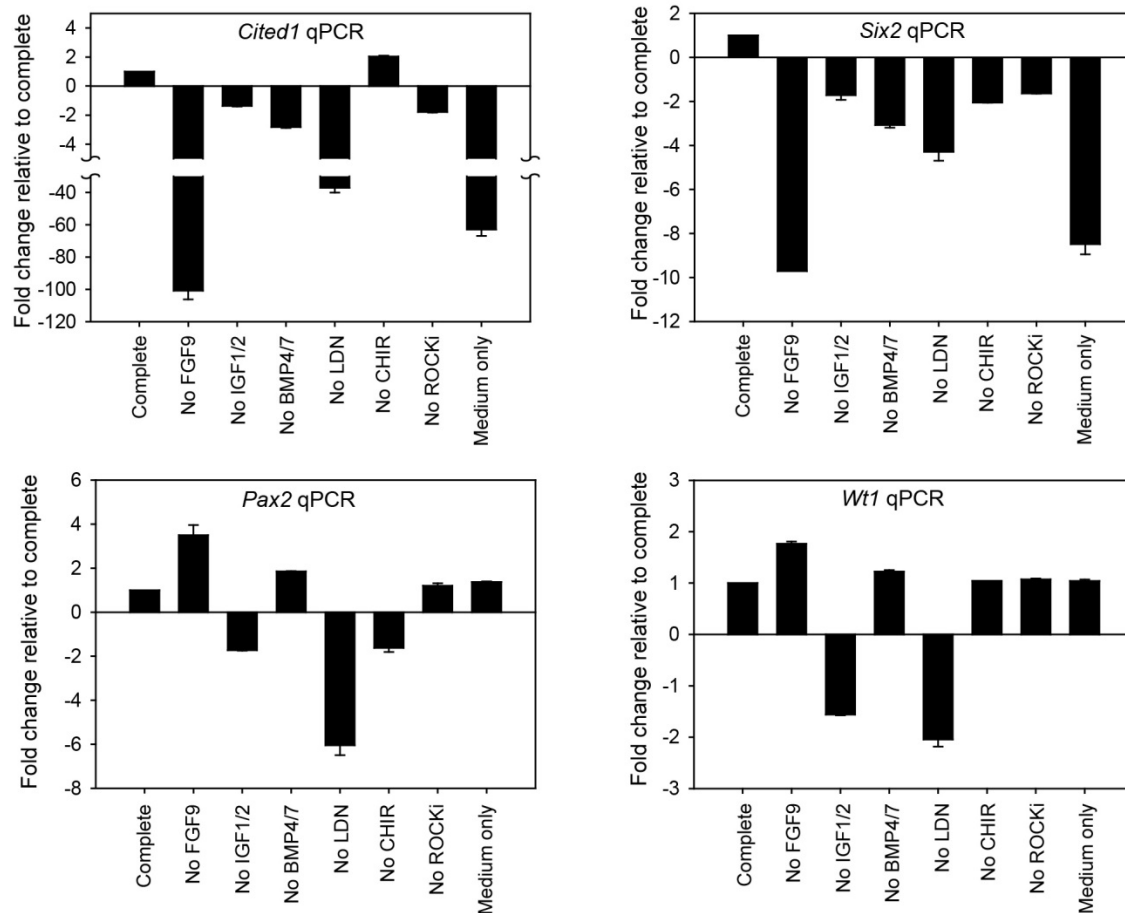 Cited1 qPCR
Fold change relative to complete
4
2
0
-2
-4
-40
-60
-80
-100
-120
Complete
No FGF9
No IGF1/2
No BMP4/7
No LDN
No CHIR
No ROCKi
Medium only
Six2 qPCR
Fold change relative to complete
2
0
-2
-4
-6
-8
-10
-12
Complete
No FGF9
No IGF1/2
No BMP4/7
No LDN
No CHIR
No ROCKi
Medium only
Pax2 qPCR
Fold change relative to complete
6
4
2
0
-2
-4
-6
-8
Complete
No FGF9
No IGF1/2
No BMP4/7
No LDN
No CHIR
No ROCKi
Medium only
Wt1 qPCR
Fold change relative to complete
3
2
1
0
-1
-2
-3
Complete
No FGF9
No IGF1/2
No BMP4/7
No LDN
No CHIR
No ROCKi
Medium only